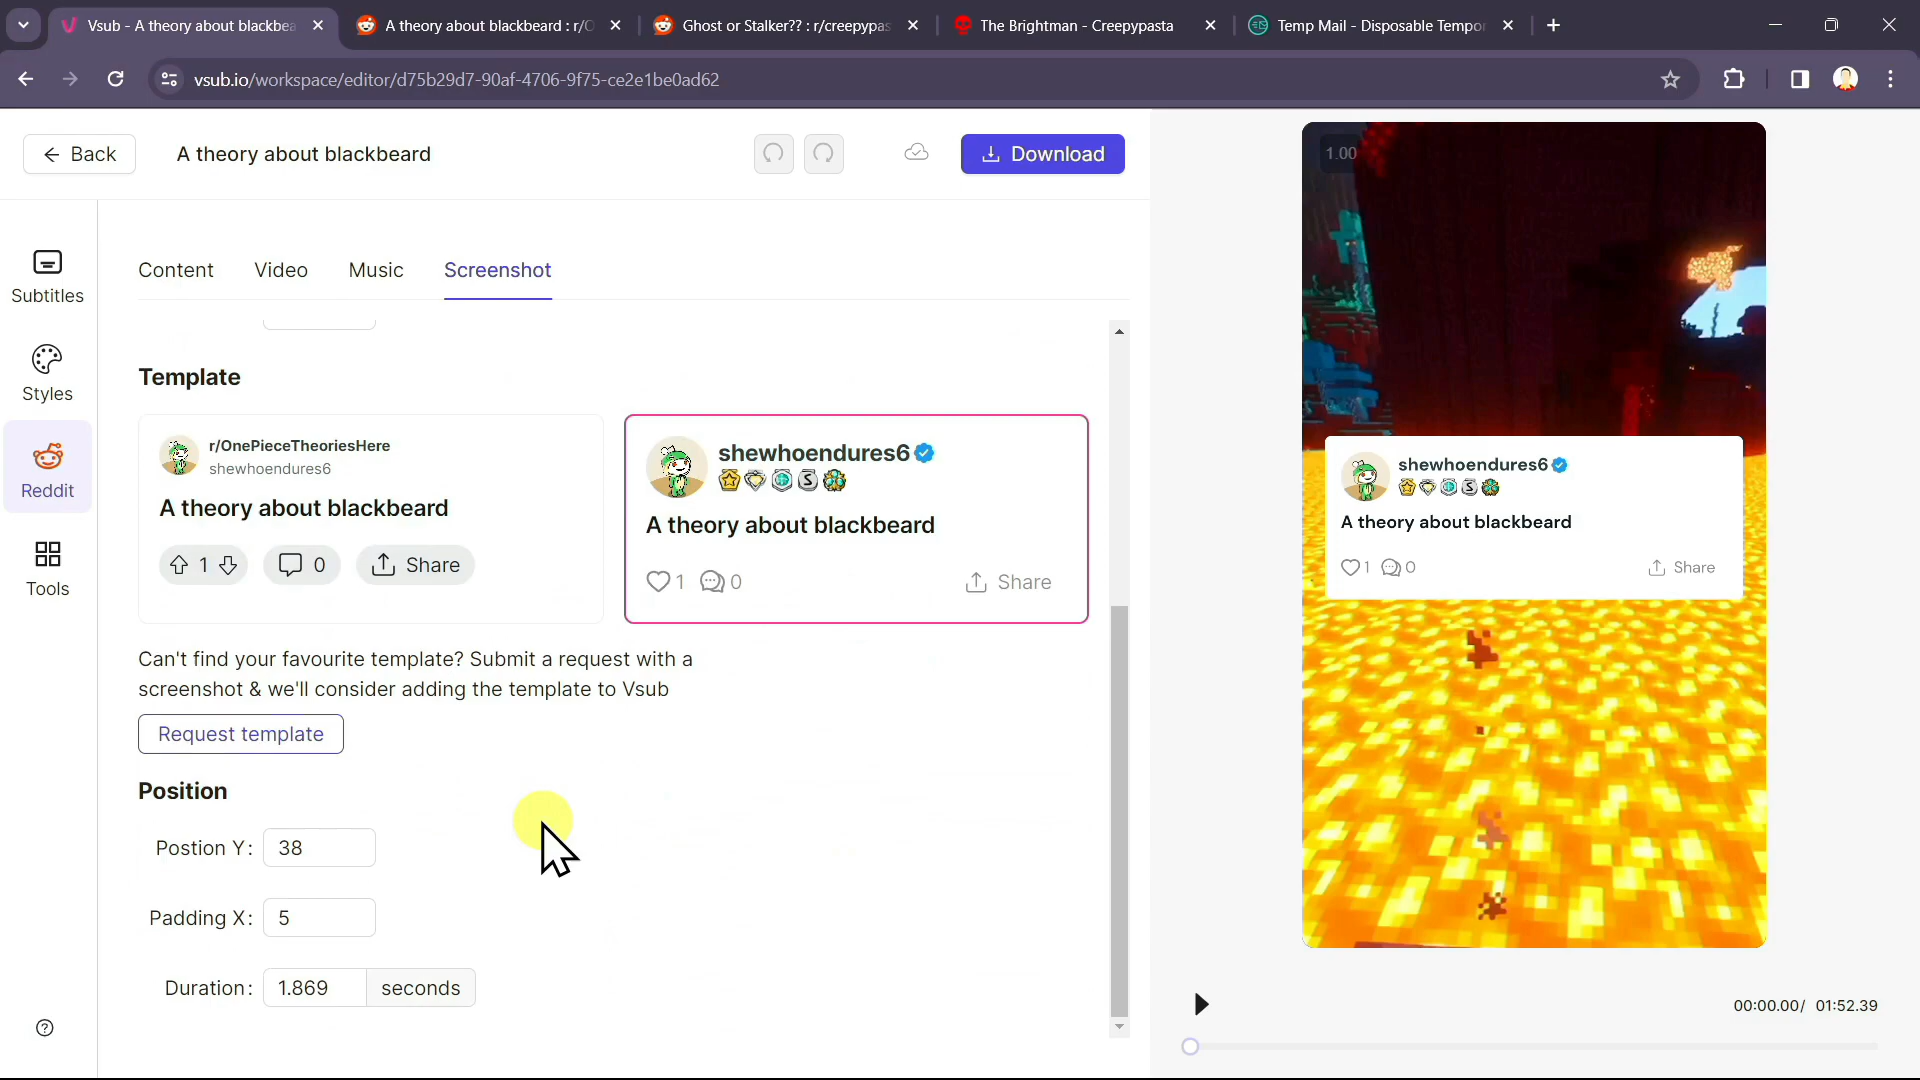 Vsub - A theory about blackbea
A theory about blackbeard : r/O
Ghost or Stalker?? : r/creepypas
The Brightman - Creepypasta
Temp Mail - Disposable Tempor
vsub.io/workspace/editor/d75b29d7-90af-4706-9f75-ce2e1be0ad62
Back
A theory about blackbeard
Download
Subtitles
Styles
Reddit
Tools
Content Video Music Screenshot
Template
r/OnePieceTheoriesHere
shewhoendures6
A theory about blackbeard
1 0 Share
shewhoendures6
A theory about blackbeard
1 0 Share
Can't find your favourite template? Submit a request with a
screenshot & we'll consider adding the template to Vsub
Request template
Position
Postion Y: 38
Padding X: 5
Duration: 1.869 seconds
1.00
shewhoendures6
A theory about blackbeard
1 0 Share
00:00.00/ 01:52.39